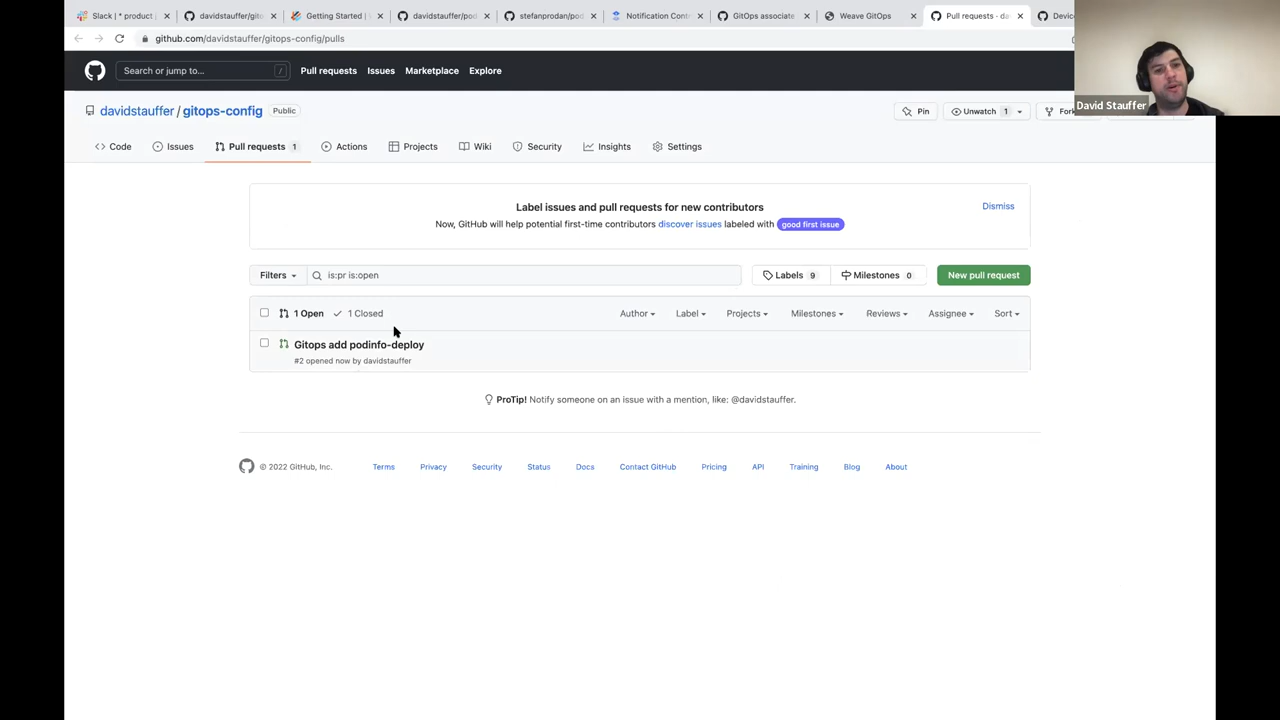 Slack | * product
davidstauffer/gite
Getting Started | V
davidstauffer/pod
stefanprodan/pod
Notification Contr
GitOps associate
Weave GitOps
Pull requests - da
Device
github.com/davidstauffer/gitops-config/pulls
Search or jump to...
/
Pull requests
Issues
Marketplace
Explore
David Stauffer
davidstauffer / gitops-config
Public
Pin
Unwatch 1
Fork
Code
Issues
Pull requests 1
Actions
Projects
Wiki
Security
Insights
Settings
Label issues and pull requests for new contributors
Dismiss
Now, GitHub will help potential first-time contributors discover issues labeled with good first issue
Filters
is:pr is:open
Labels 9
Milestones 0
New pull request
1 Open
1 Closed
Author
Label
Projects
Milestones
Reviews
Assignee
Sort
Gitops add podinfo-deploy
#2 opened now by davidstauffer
ProTip! Notify someone on an issue with a mention, like: @davidstauffer.
© 2022 GitHub, Inc.
Terms
Privacy
Security
Status
Docs
Contact GitHub
Pricing
API
Training
Blog
About